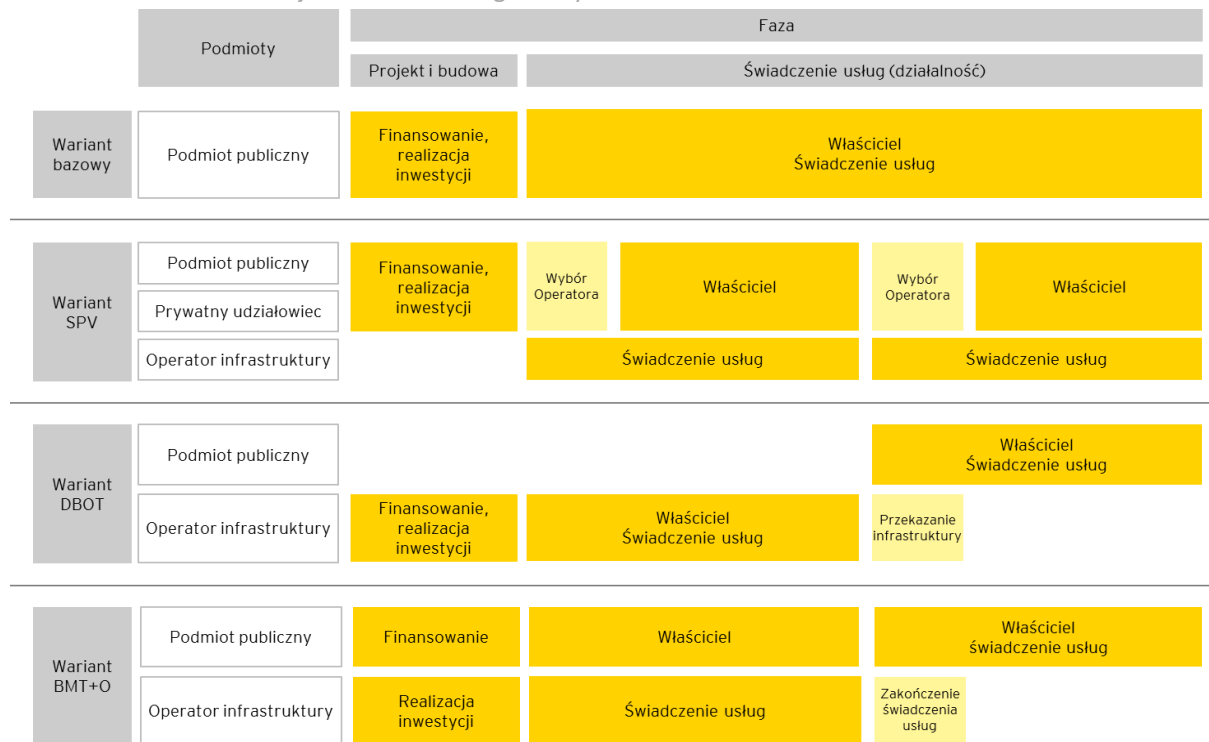 Faza
Podmioty
Projekt i budowa
Świadczenie usług (działalność)
Wariant
bazowy
Podmiot publiczny
Finansowanie,
realizacja
inwestycji
Właściciel
Świadczenie usług
Wariant
SPV
Podmiot publiczny
Prywatny udziałowiec
Operator infrastruktury
Finansowanie,
realizacja
inwestycji
Wybór
Operatora
Właściciel
Wybór
Operatora
Właściciel
Świadczenie usług
Świadczenie usług
Wariant
DBOT
Podmiot publiczny
Właściciel
Świadczenie usług
Operator infrastruktury
Finansowanie,
realizacja
inwestycji
Właściciel
Świadczenie usług
Przekazanie
infrastruktury
Wariant
BMT+O
Podmiot publiczny
Finansowanie
Właściciel
Właściciel
świadczenie usług
Operator infrastruktury
Realizacja
inwestycji
Świadczenie usług
Zakończenie
świadczenia
usług